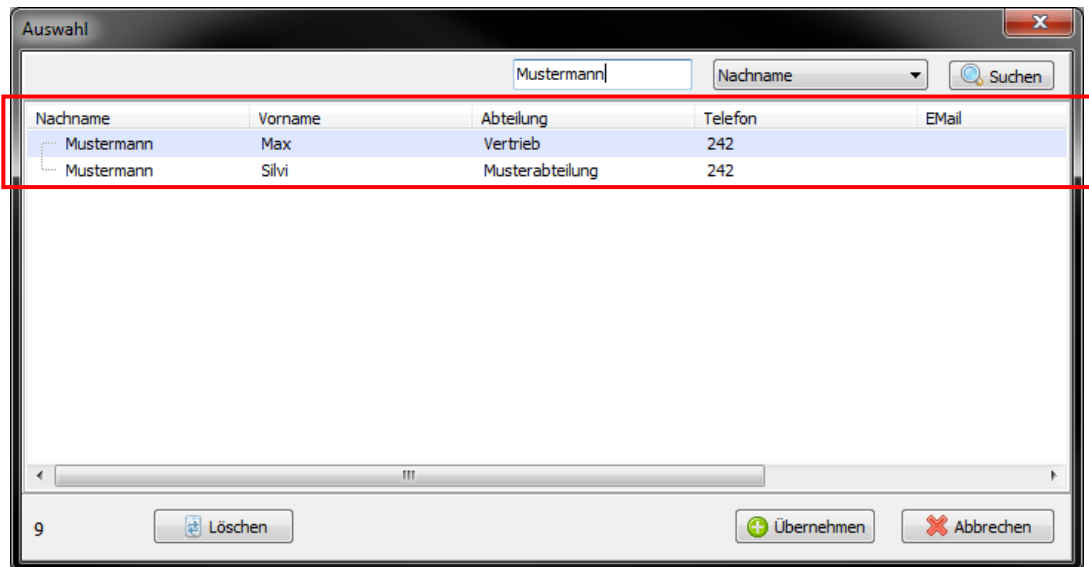 Auswahl
Mustermann Nachname Suchen
Nachname Vorname Abteilung Telefon EMail
Mustermann Max Vertrieb 242
Mustermann Silvi Musterabteilung 242
9 Löschen Übernehmen Abbrechen